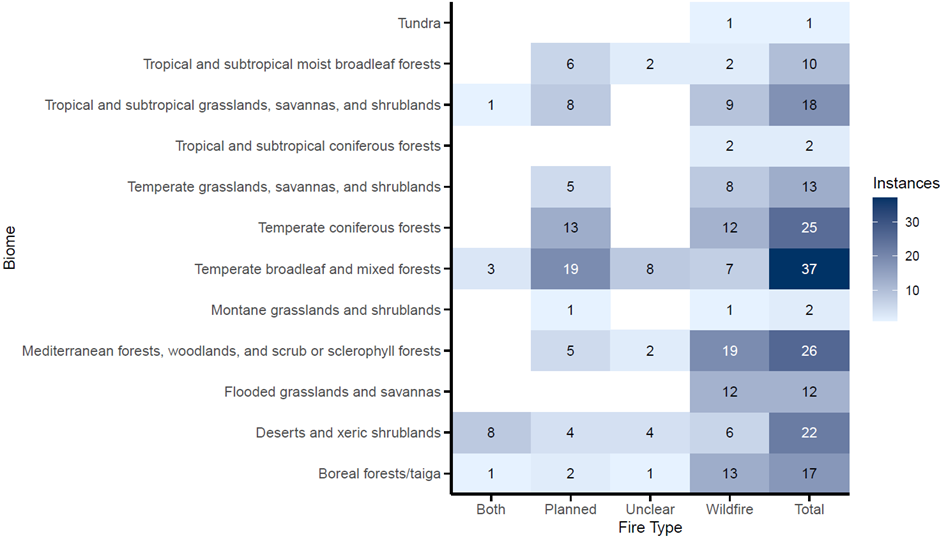 Tundra 1 1
Tropical and subtropical moist broadleaf forests 6 2 2 10
Tropical and subtropical grasslands, savannas, and shrublands 1 8 9 18
Tropical and subtropical coniferous forests 2 2
Temperate grasslands, savannas, and shrublands 5 8 13
Temperate coniferous forests 13 12 25
Temperate broadleaf and mixed forests 3 19 8 7 37
Montane grasslands and shrublands 1 1 2
Mediterranean forests, woodlands, and scrub or sclerophyll forests 5 2 19 26
Flooded grasslands and savannas 12 12
Deserts and xeric shrublands 8 4 4 6 22
Boreal forests/taiga 1 2 1 13 17
Both Planned Unclear Wildfire Total
Fire Type
Biome
Instances
30
20
10